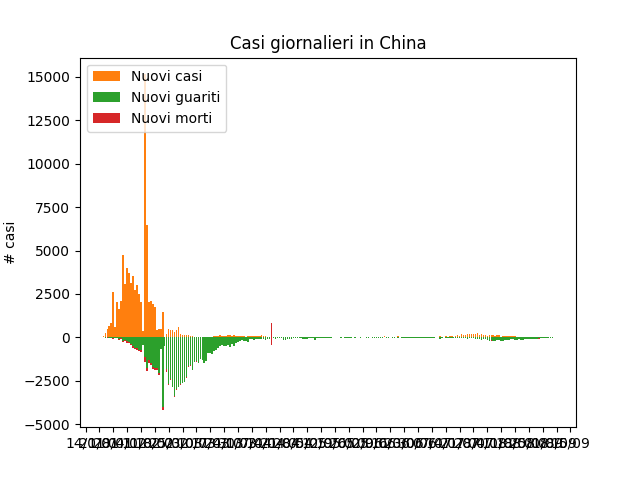 Casi giornalieri in China
Nuovi casi
Nuovi guariti
Nuovi morti
# casi
15000
12500
10000
7500
5000
2500
0
−2500
−5000